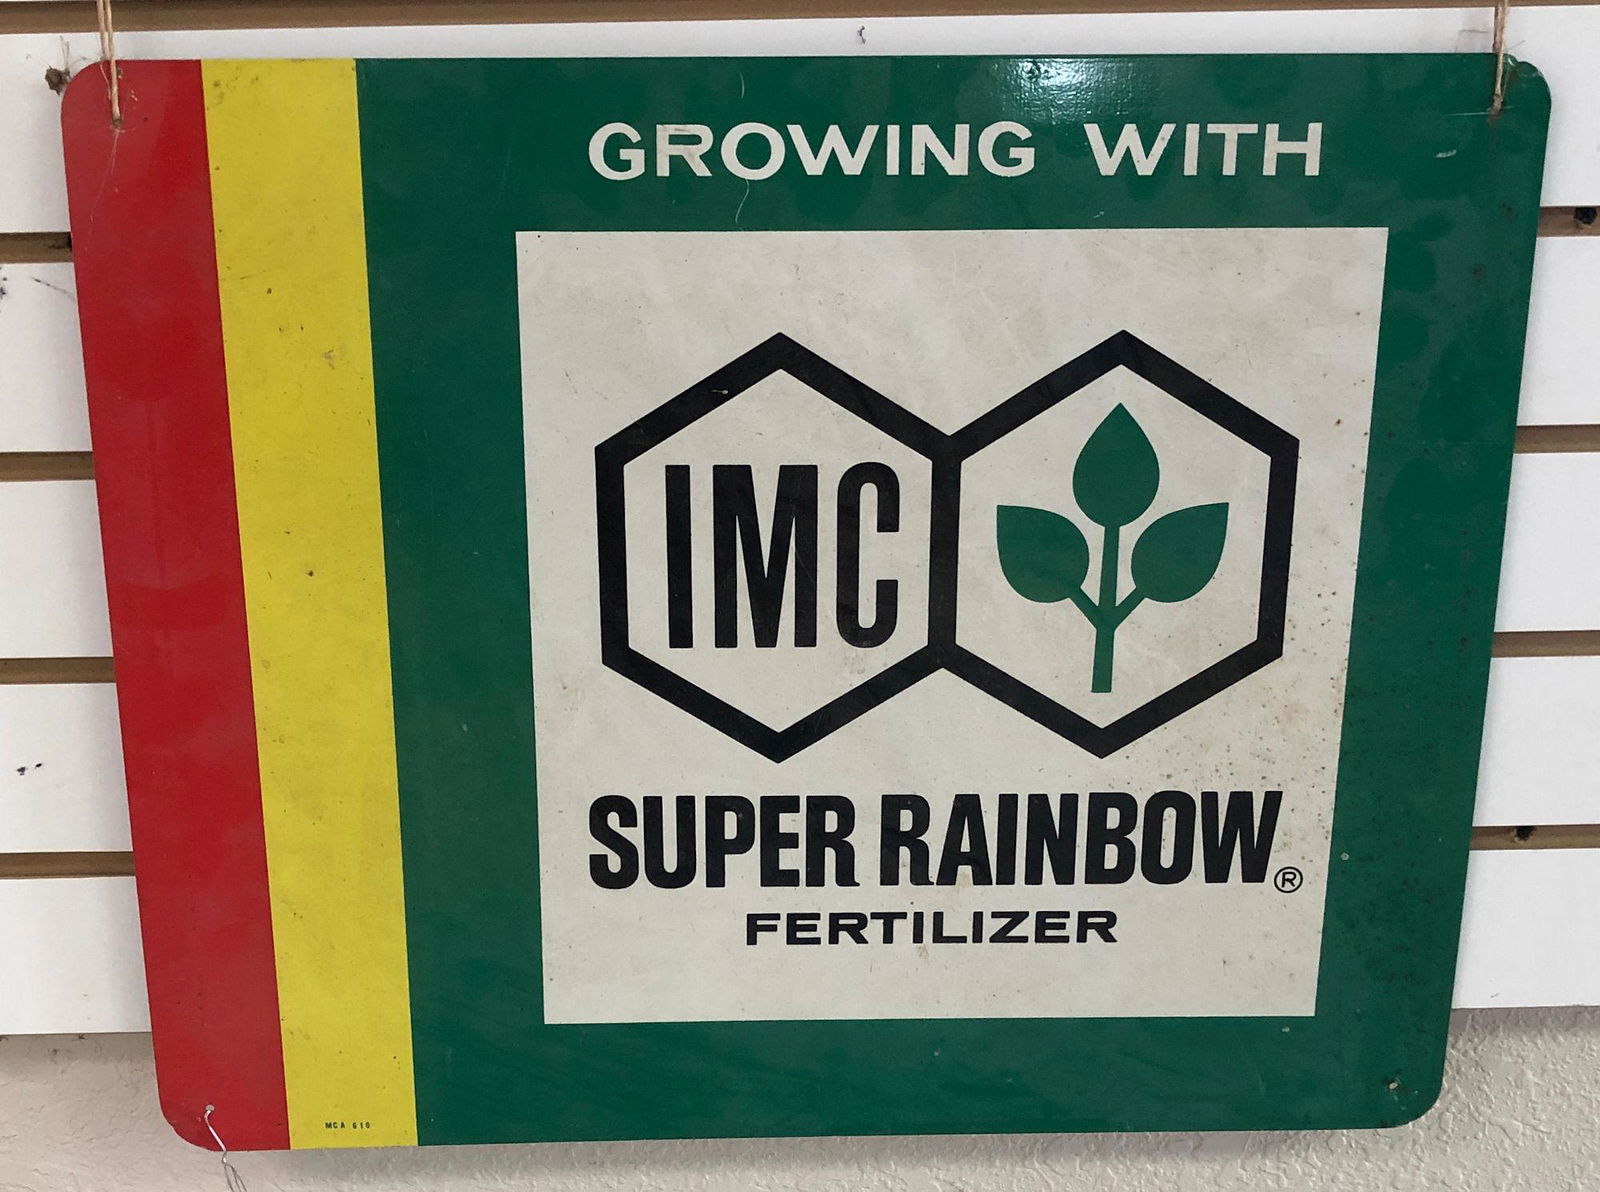 GROWING WITH
IMC
SUPER RAINBOW®
FERTILIZER
MCA 610